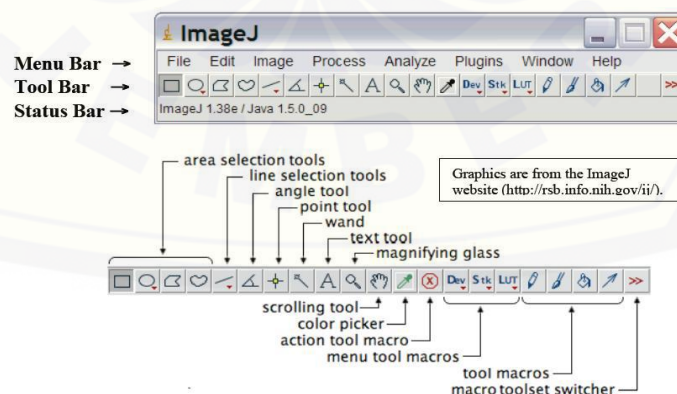 ImageJ
File Edit Image Process Analyze Plugins Window Help
Menu Bar →
Tool Bar →
A Dev Stk LUT >>
Status Bar →
ImageJ 1.38e / Java 1.5.0_09
Graphics are from the ImageJ
website (http://rsb.info.nih.gov/ij/).
area selection tools
line selection tools
angle tool
point tool
wand
text tool
magnifying glass
A Dev Stk LUT >>
scrolling tool
color picker
action tool macro
menu tool macros
tool macros
macro toolset switcher